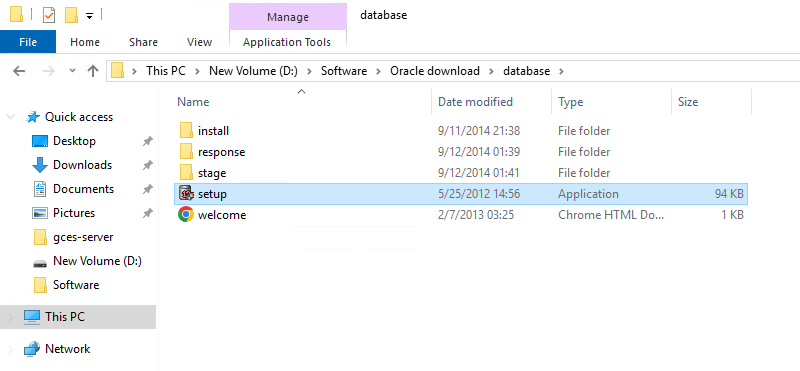 Manage
database
File
Home
Share
View
Application Tools
This PC
New Volume (D:)
Software
Oracle download
database
Name
Date modified
Type
Size
Quick access
Desktop
Downloads
Documents
Pictures
gces-server
New Volume (D:)
Software
This PC
Network
install 9/11/2014 21:38 File folder
response 9/12/2014 01:39 File folder
stage 9/12/2014 01:41 File folder
setup 5/25/2012 14:56 Application 94 KB
welcome 2/7/2013 03:25 Chrome HTML Do... 1 KB